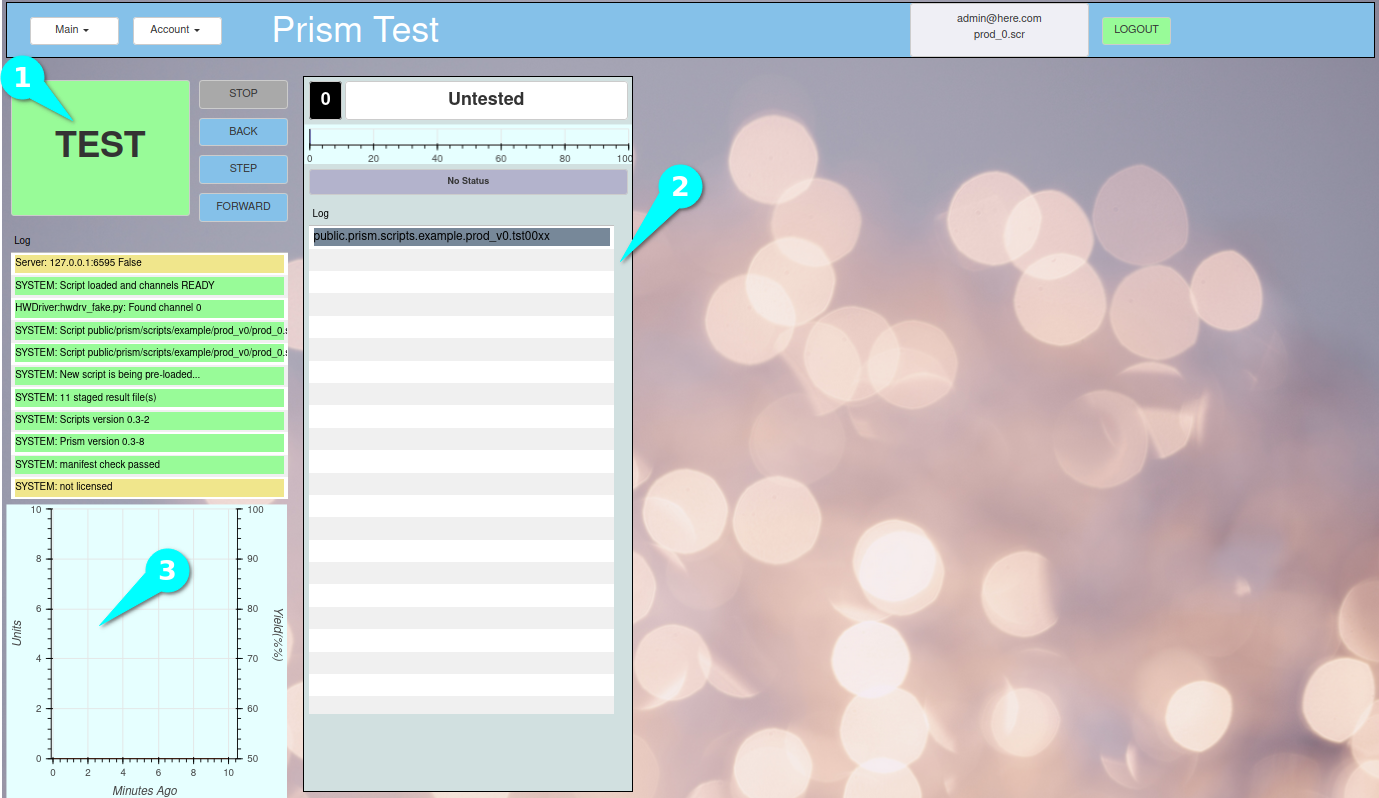 Main
Account
Prism Test
admin@here.com
prod_0.scr
LOGOUT
1
TEST
STOP
BACK
STEP
FORWARD
Log
Server: 127.0.0.1:6595 False
SYSTEM: Script loaded and channels READY
HWDriver:hwdrv_fake.py: Found channel 0
SYSTEM: Script public/prism/scripts/example/prod_v0/prod_0.s
SYSTEM: Script public/prism/scripts/example/prod_v0/prod_0.s
SYSTEM: New script is being pre-loaded...
SYSTEM: 11 staged result file(s)
SYSTEM: Scripts version 0.3-2
SYSTEM: Prism version 0.3-8
SYSTEM: manifest check passed
SYSTEM: not licensed
10
8
6
4
2
0
Units
100
90
80
70
60
50
Yield(%%)
0 2 4 6 8 10
Minutes Ago
3
0
Untested
0 20 40 60 80 100
No Status
Log
public.prism.scripts.example.prod_v0.tst00xx
2